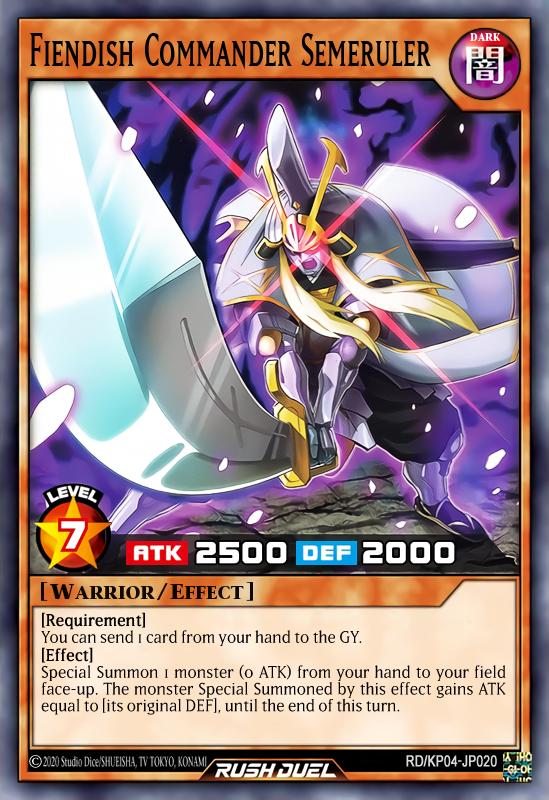 Fiendish Commander Semeruler
DARK
闇
LEVEL
7
ATK 2500 DEF 2000
[Warrior/Effect]
[Requirement]
You can send 1 card from your hand to the GY.
[Effect]
Special Summon 1 monster (0 ATK) from your hand to your field
face-up. The monster Special Summoned by this effect gains ATK
equal to [its original DEF], until the end of this turn.
©2020 Studio Dice/SHUEISHA, TV TOKYO, KONAMI
RUSH DUEL
RD/KP04-JP020